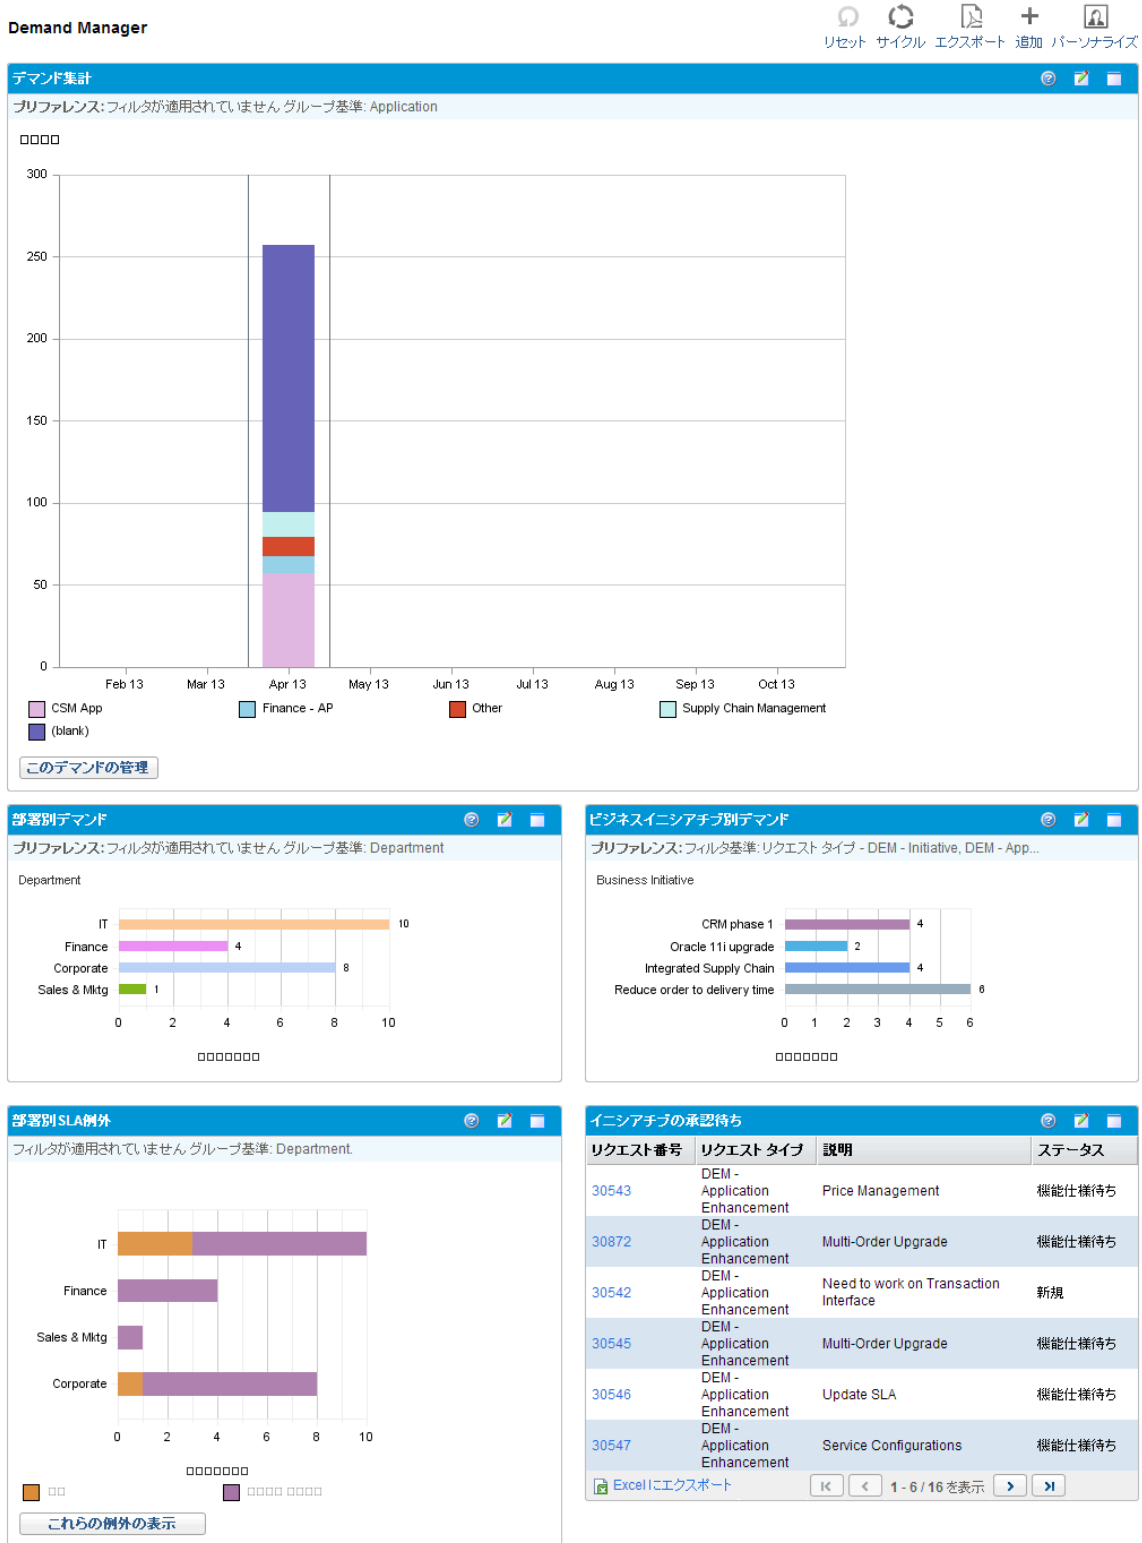 Demand Manager
リセット サイクル エクスポート 追加 パーソナライズ
デマンド集計
プリファレンス: フィルタが適用されていません グループ基準: Application
300
250
200
150
100
50
0
Feb 13 Mar 13 Apr 13 May 13 Jun 13 Jul 13 Aug 13 Sep 13 Oct 13
CSM App Finance - AP Other Supply Chain Management
(blank)
このデマンドの管理
部署別デマンド
プリファレンス: フィルタが適用されていません グループ基準: Department
Department
IT 10
Finance 4
Corporate 8
Sales & Mktg 1
0 2 4 6 8 10
ビジネスイニシアチブ別デマンド
プリファレンス: フィルタ基準: リクエスト タイプ - DEM - Initiative, DEM - App...
Business Initiative
CRM phase 1 4
Oracle 11i upgrade 2
Integrated Supply Chain 4
Reduce order to delivery time 6
0 1 2 3 4 5 6
部署別SLA例外
フィルタが適用されていません グループ基準: Department.
IT
Finance
Sales & Mktg
Corporate
0 2 4 6 8 10
これらの例外の表示
イニシアチブの承認待ち
リクエスト番号 リクエスト タイプ 説明 ステータス
30543 DEM - Application Enhancement Price Management 機能仕様待ち
30872 DEM - Application Enhancement Multi-Order Upgrade 機能仕様待ち
30542 DEM - Application Enhancement Need to work on Transaction Interface 新規
30545 DEM - Application Enhancement Multi-Order Upgrade 機能仕様待ち
30546 DEM - Application Enhancement Update SLA 機能仕様待ち
30547 DEM - Application Enhancement Service Configurations 機能仕様待ち
Excelにエクスポート 1 - 6 / 16 を表示